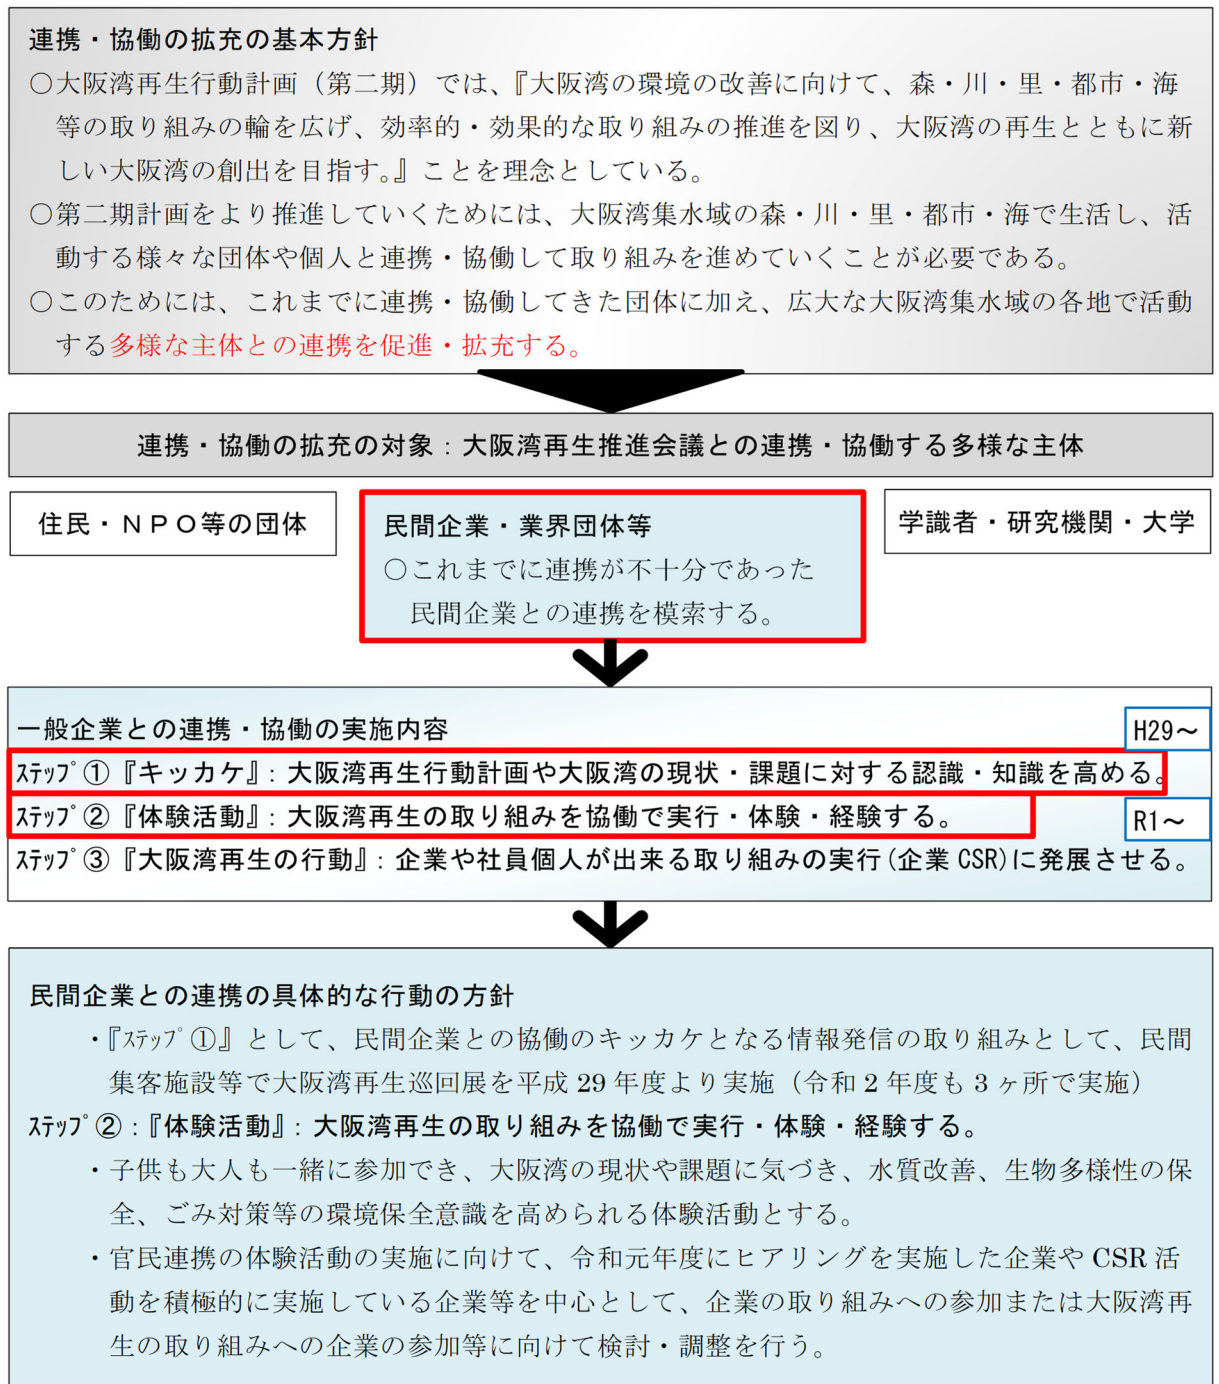 連携・協働の拡充の基本方針
○大阪湾再生行動計画（第二期）では、『大阪湾の環境の改善に向けて、森・川・里・都市・海
等の取り組みの輪を広げ、効率的・効果的な取り組みの推進を図り、大阪湾の再生とともに新
しい大阪湾の創出を目指す。』ことを理念としている。
○第二期計画をより推進していくためには、大阪湾集水域の森・川・里・都市・海で生活し、活
動する様々な団体や個人と連携・協働して取り組みを進めていくことが必要である。
○このためには、これまでに連携・協働してきた団体に加え、広大な大阪湾集水域の各地で活動
する多様な主体との連携を促進・拡充する。
連携・協働の拡充の対象：大阪湾再生推進会議との連携・協働する多様な主体
住民・ＮＰＯ等の団体
民間企業・業界団体等
○これまでに連携が不十分であった
民間企業との連携を模索する。
学識者・研究機関・大学
一般企業との連携・協働の実施内容
H29～
ｽﾃｯﾌﾟ①『キッカケ』：大阪湾再生行動計画や大阪湾の現状・課題に対する認識・知識を高める。
ｽﾃｯﾌﾟ②『体験活動』：大阪湾再生の取り組みを協働で実行・体験・経験する。
R1～
ｽﾃｯﾌﾟ③『大阪湾再生の行動』：企業や社員個人が出来る取り組みの実行(企業 CSR)に発展させる。
民間企業との連携の具体的な行動の方針
・『ｽﾃｯﾌﾟ①』として、民間企業との協働のキッカケとなる情報発信の取り組みとして、民間
集客施設等で大阪湾再生巡回展を平成 29 年度より実施（令和 2 年度も 3 ヶ所で実施）
ｽﾃｯﾌﾟ②：『体験活動』：大阪湾再生の取り組みを協働で実行・体験・経験する。
・子供も大人も一緒に参加でき、大阪湾の現状や課題に気づき、水質改善、生物多様性の保
全、ごみ対策等の環境保全意識を高められる体験活動とする。
・官民連携の体験活動の実施に向けて、令和元年度にヒアリングを実施した企業や CSR 活
動を積極的に実施している企業等を中心として、企業の取り組みへの参加または大阪湾再
生の取り組みへの企業の参加等に向けて検討・調整を行う。